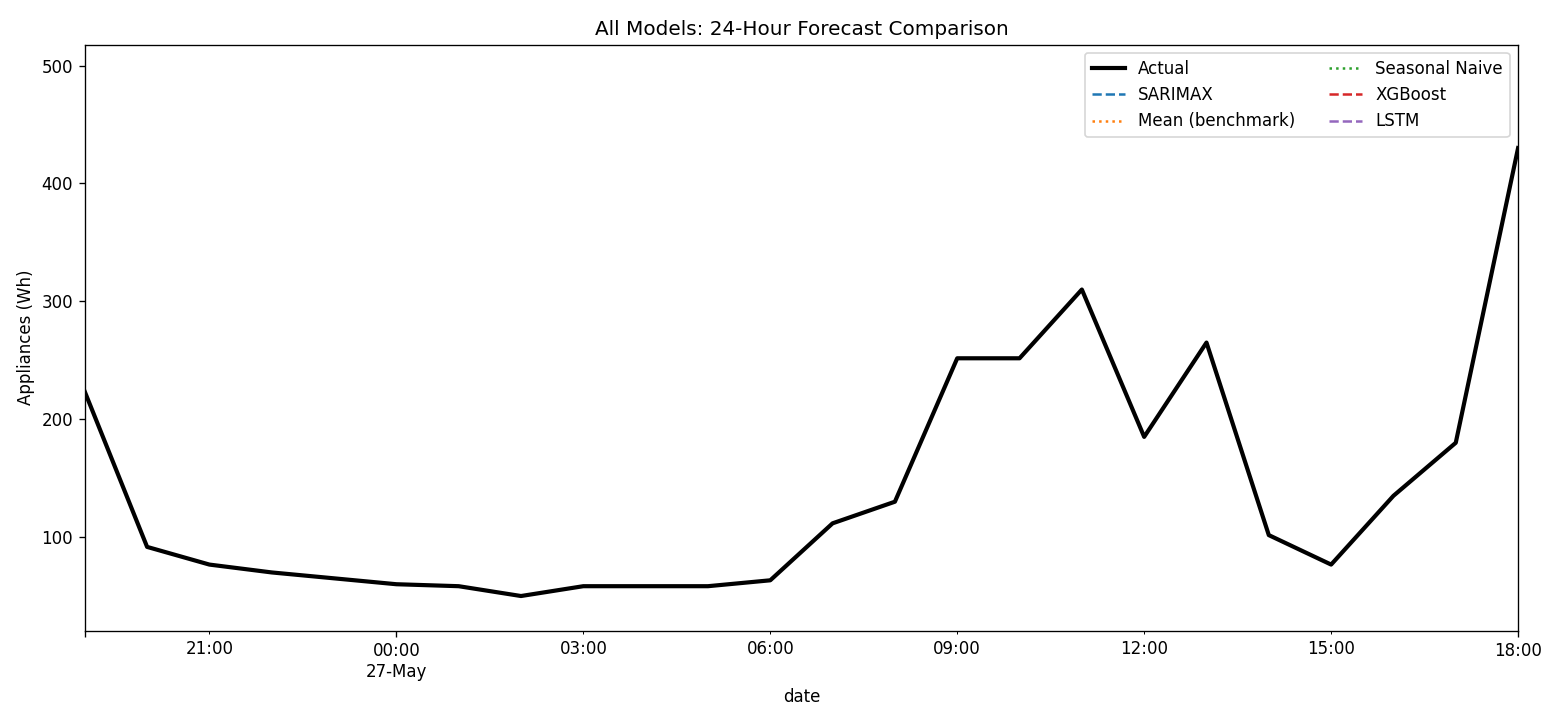 All Models: 24-Hour Forecast Comparison
Actual
SARIMAX
Mean (benchmark)
Seasonal Naive
XGBoost
LSTM
Appliances (Wh)
500
400
300
200
100
21:00
00:00
27-May
03:00
06:00
09:00
12:00
15:00
18:00
date